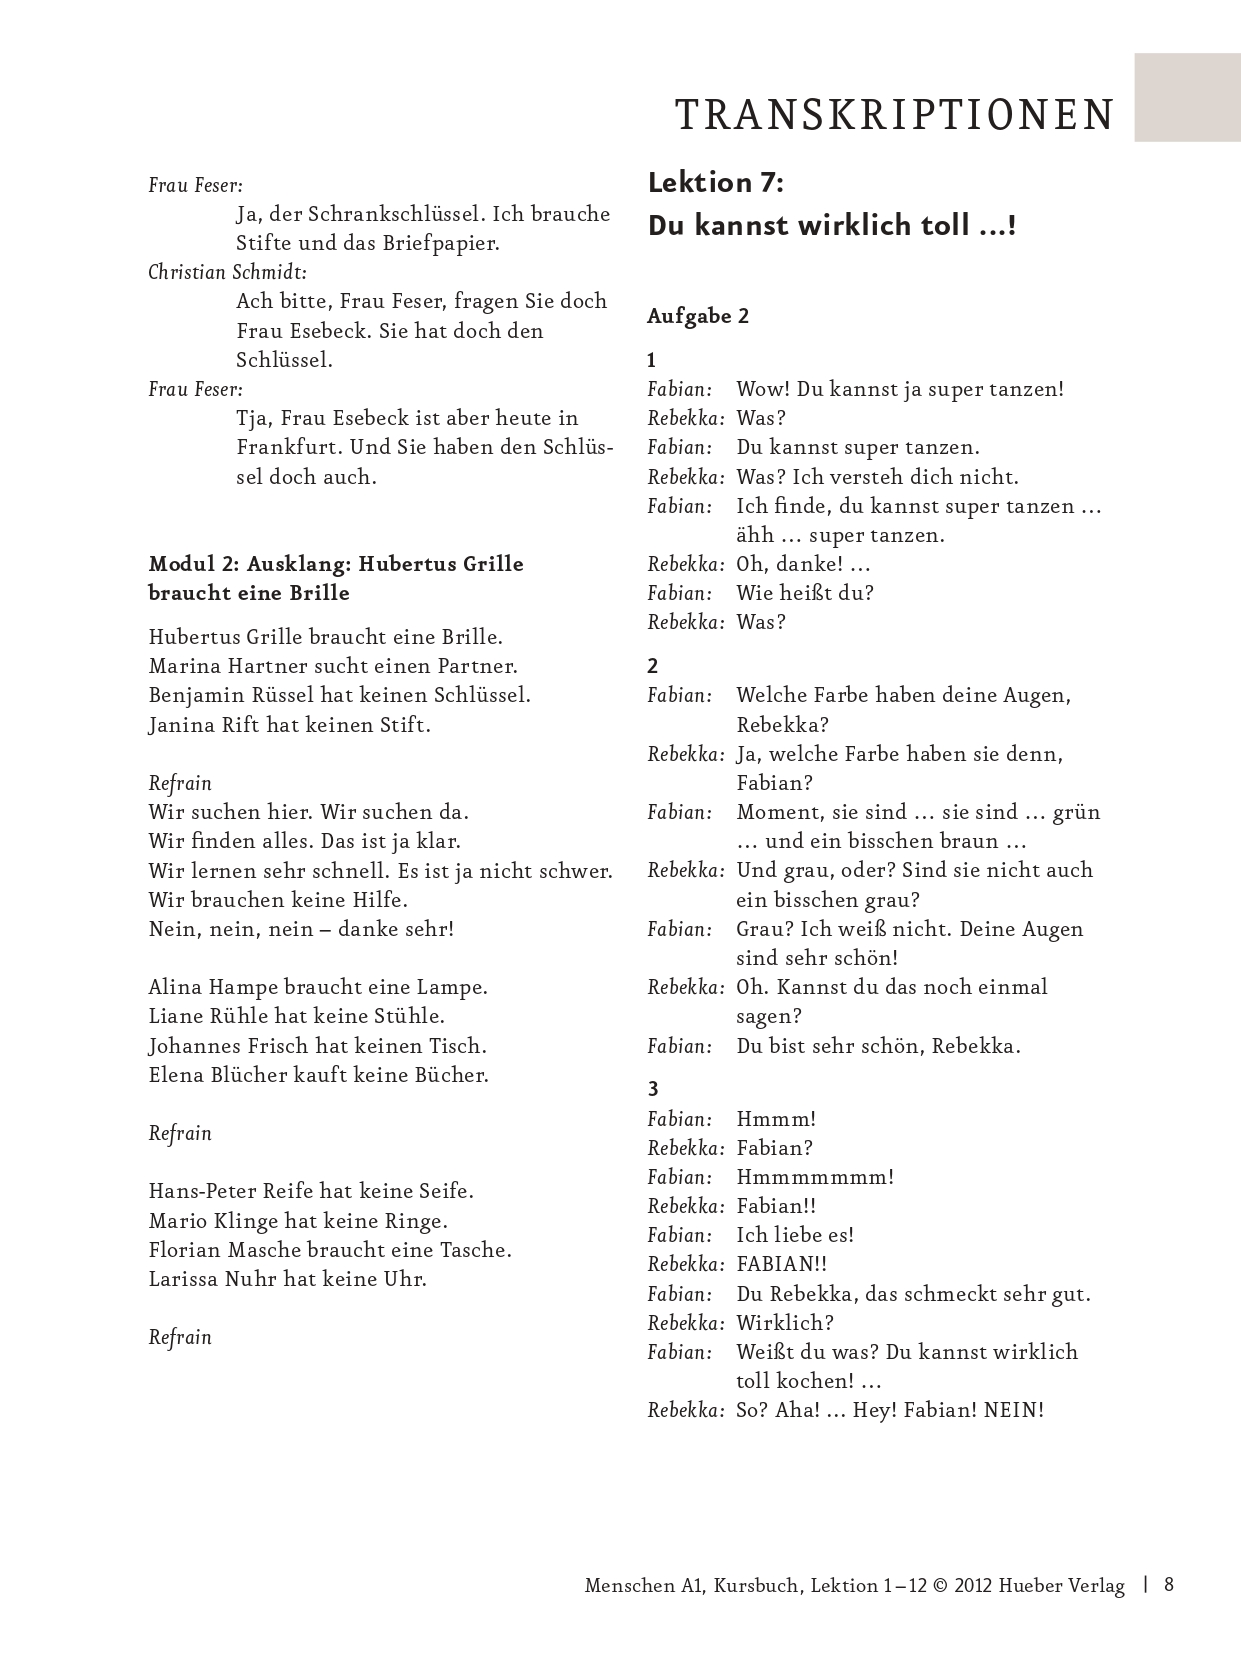 TRANSKRIPTIONEN
Frau Feser:
Ja, der Schrankschlüssel. Ich brauche
Stifte und das Briefpapier.
Christian Schmidt:
Ach bitte, Frau Feser, fragen Sie doch
Frau Esebeck. Sie hat doch den
Schlüssel.
Frau Feser:
Tja, Frau Esebeck ist aber heute in
Frankfurt. Und Sie haben den Schlüs-
sel doch auch.
Modul 2: Ausklang: Hubertus Grille
braucht eine Brille
Hubertus Grille braucht eine Brille.
Marina Hartner sucht einen Partner.
Benjamin Rüssel hat keinen Schlüssel.
Janina Rift hat keinen Stift.
Refrain
Wir suchen hier. Wir suchen da.
Wir finden alles. Das ist ja klar.
Wir lernen sehr schnell. Es ist ja nicht schwer.
Wir brauchen keine Hilfe.
Nein, nein, nein – danke sehr!
Alina Hampe braucht eine Lampe.
Liane Rühle hat keine Stühle.
Johannes Frisch hat keinen Tisch.
Elena Blücher kauft keine Bücher.
Refrain
Hans-Peter Reife hat keine Seife.
Mario Klinge hat keine Ringe.
Florian Masche braucht eine Tasche.
Larissa Nuhr hat keine Uhr.
Refrain
Lektion 7:
Du kannst wirklich toll ...!
Aufgabe 2
1
Fabian: Wow! Du kannst ja super tanzen!
Rebekka: Was?
Fabian: Du kannst super tanzen.
Rebekka: Was? Ich versteh dich nicht.
Fabian: Ich finde, du kannst super tanzen ...
ähh ... super tanzen.
Rebekka: Oh, danke! ...
Fabian: Wie heißt du?
Rebekka: Was?
2
Fabian: Welche Farbe haben deine Augen,
Rebekka?
Rebekka: Ja, welche Farbe haben sie denn,
Fabian?
Fabian: Moment, sie sind ... sie sind ... grün
... und ein bisschen braun ...
Rebekka: Und grau, oder? Sind sie nicht auch
ein bisschen grau?
Fabian: Grau? Ich weiß nicht. Deine Augen
sind sehr schön!
Rebekka: Oh. Kannst du das noch einmal
sagen?
Fabian: Du bist sehr schön, Rebekka.
3
Fabian: Hmmm!
Rebekka: Fabian?
Fabian: Hmmmmmmm!
Rebekka: Fabian!!
Fabian: Ich liebe es!
Rebekka: FABIAN!!
Fabian: Du Rebekka, das schmeckt sehr gut.
Rebekka: Wirklich?
Fabian: Weißt du was? Du kannst wirklich
toll kochen! ...
Rebekka: So? Aha! ... Hey! Fabian! NEIN!
Menschen A1, Kursbuch, Lektion 1–12 © 2012 Hueber Verlag | 8